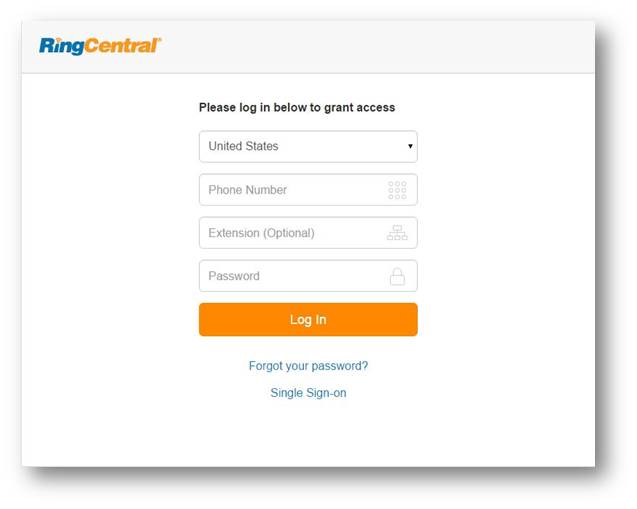 RingCentral®
Please log in below to grant access
United States
Phone Number
Extension (Optional)
Password
Log In
Forgot your password?
Single Sign-on